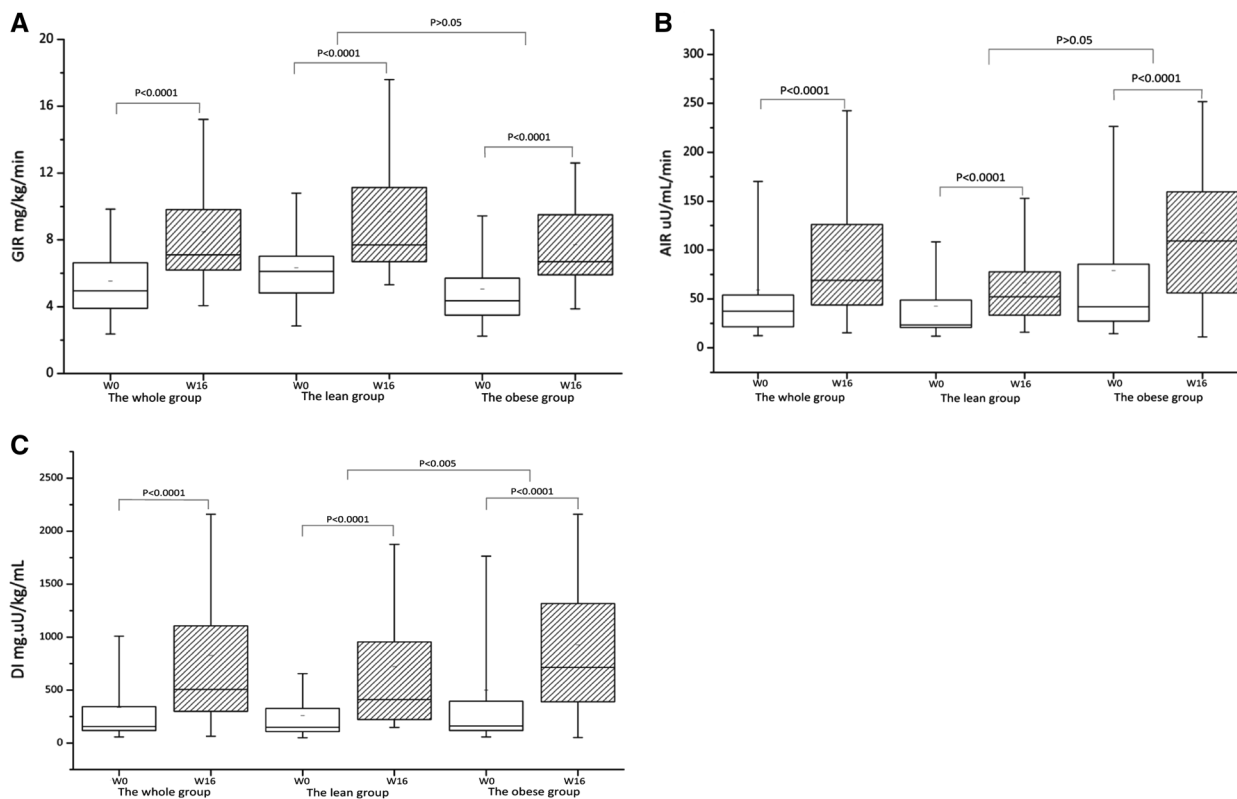 A
GIR mg/kg/min
20
16
12
8
4
0
P<0.0001
P<0.0001
P>0.05
P<0.0001
W0 W16 W0 W16 W0 W16
The whole group The lean group The obese group
B
AIR uU/mL/min
300
250
200
150
100
50
0
P<0.0001
P<0.0001
P>0.05
P<0.0001
W0 W16 W0 W16 W0 W16
The whole group The lean group The obese group
C
DI mg.uU/kg/mL
2500
2000
1500
1000
500
0
P<0.0001
P<0.0001
P<0.005
P<0.0001
W0 W16 W0 W16 W0 W16
The whole group The lean group The obese group